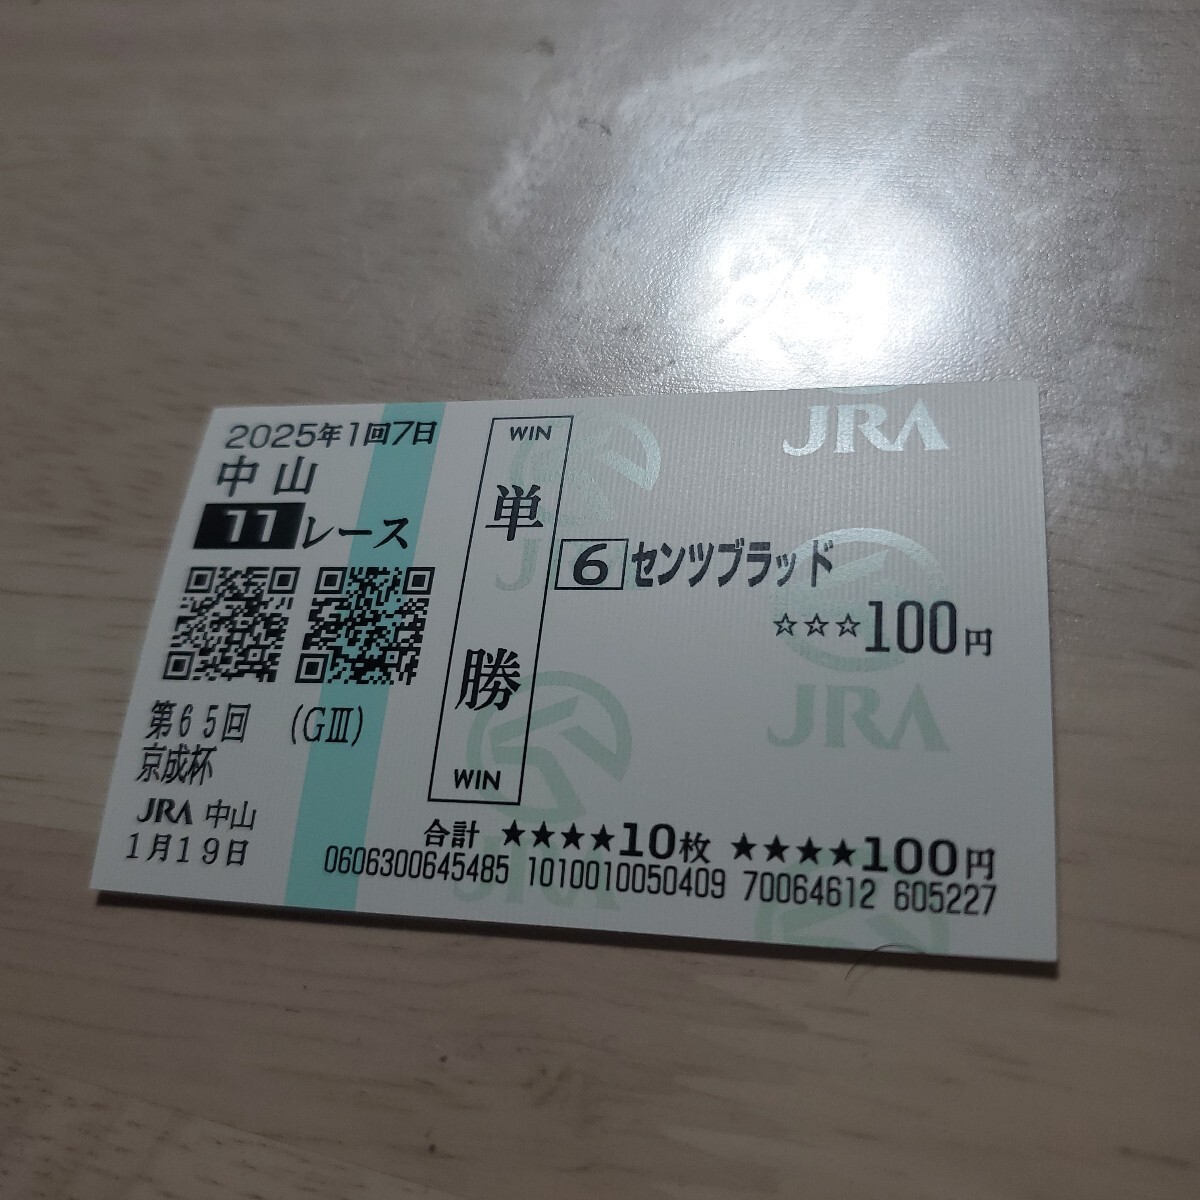 2025年1回7日
中山
11レース
第65回 (GⅢ)
京成杯
JRA 中山
1月19日
WIN
単勝
WIN
JRA
6 センツブラッド
☆☆☆100円
JRA
合計 ★★★★10枚 ★★★★100円
0606300645485 1010010050409 70064612 605227